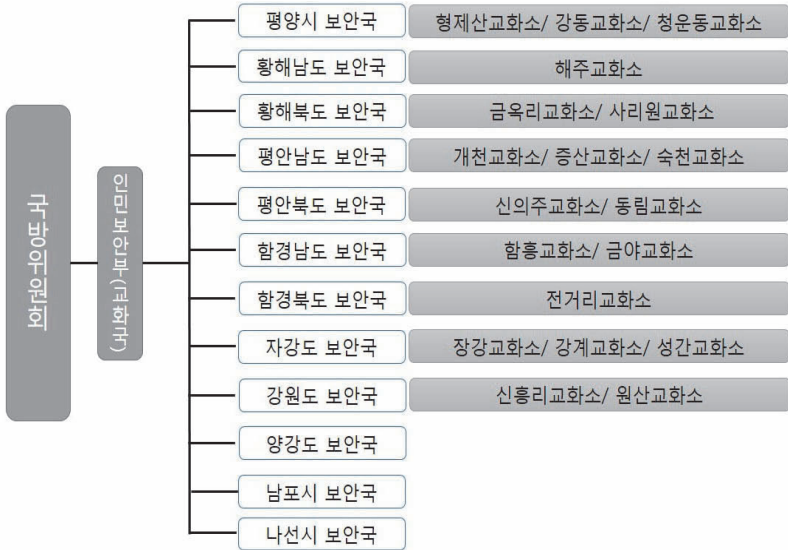 국방위원회
인민보안부(교화국)
평양시 보안국 형제산교화소/ 강동교화소/ 청운동교화소
황해남도 보안국 해주교화소
황해북도 보안국 금옥리교화소/ 사리원교화소
평안남도 보안국 개천교화소/ 증산교화소/ 숙천교화소
평안북도 보안국 신의주교화소/ 동림교화소
함경남도 보안국 함흥교화소/ 금야교화소
함경북도 보안국 전거리교화소
자강도 보안국 장강교화소/ 강계교화소/ 성간교화소
강원도 보안국 신흥리교화소/ 원산교화소
양강도 보안국
남포시 보안국
나선시 보안국